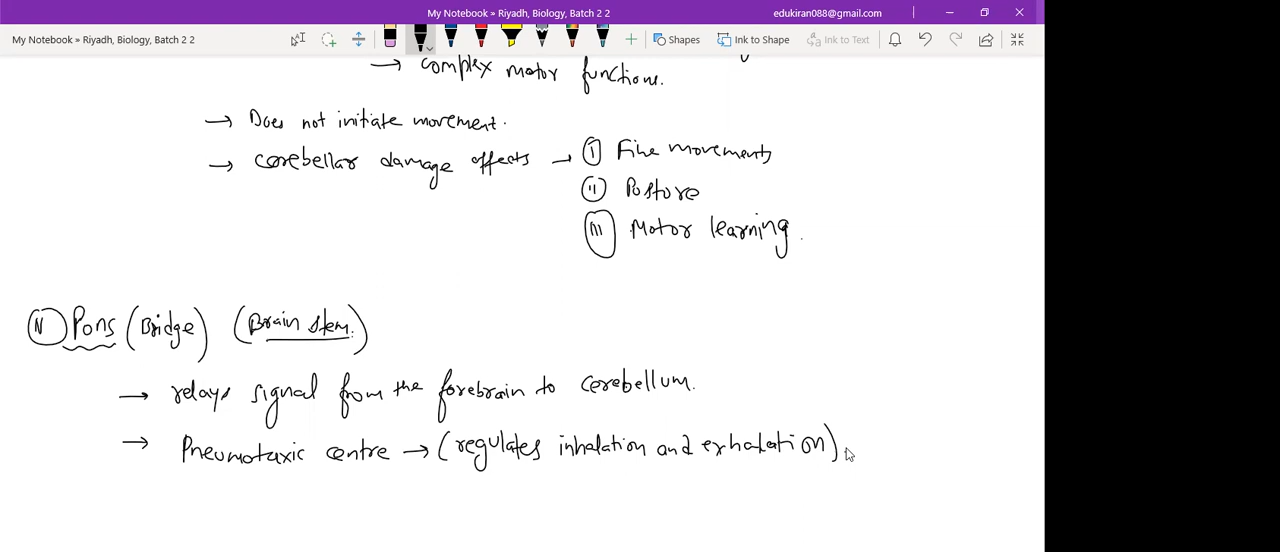 My Notebook » Riyadh, Biology, Batch 2 2
edukiran088@gmail.com
My Notebook » Riyadh, Biology, Batch 2 2
Shapes
Ink to Shape
Ink to Text
→ complex motor functions.
→ Does not initiate movement.
→ cerebellar damage effects → (I) Fine movements
(II) Posture
(III) Motor learning.
(IV) Pons (Bridge) (Brain stem.)
→ relays signal from the forebrain to cerebellum.
→ Pneumotaxic centre → (regulates inhalation and exhalation)